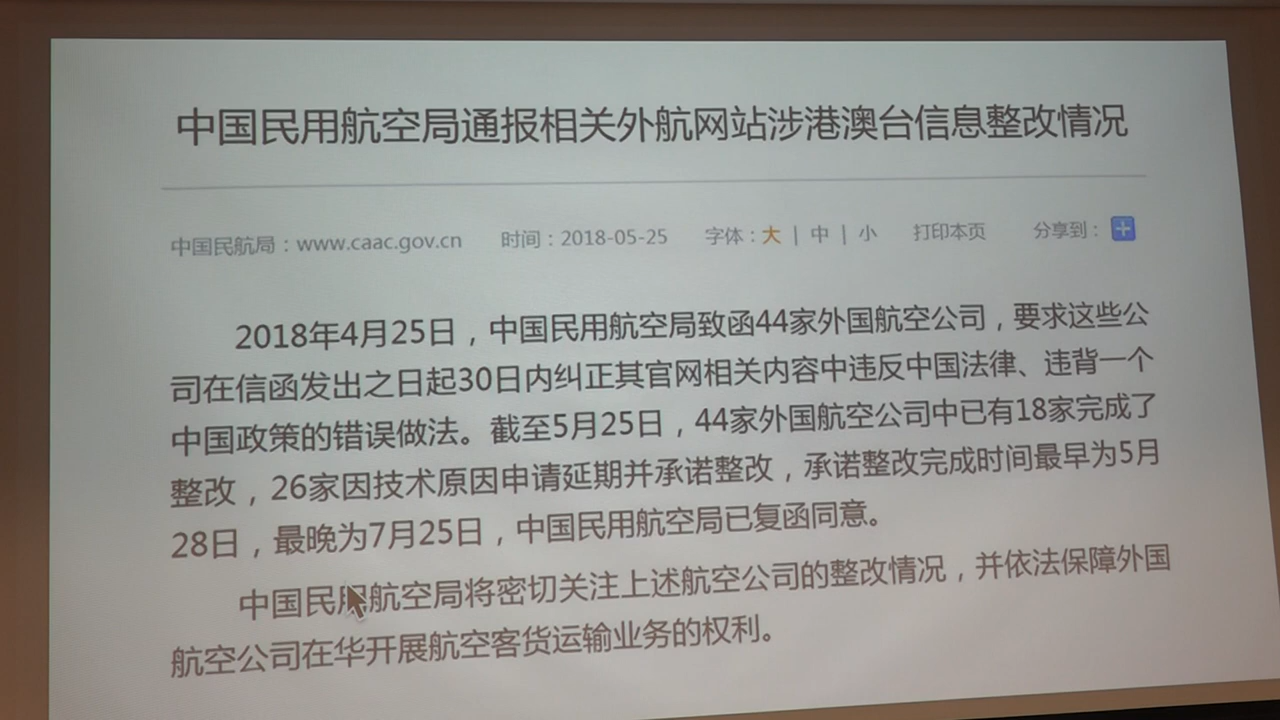 中国民用航空局通报相关外航网站涉港澳台信息整改情况
中国民航局：www.caac.gov.cn 时间：2018-05-25 字体：大 | 中 | 小 打印本页 分享到：
2018年4月25日，中国民用航空局致函44家外国航空公司，要求这些公
司在信函发出之日起30日内纠正其官网相关内容中违反中国法律、违背一个
中国政策的错误做法。截至5月25日，44家外国航空公司中已有18家完成了
整改，26家因技术原因申请延期并承诺整改，承诺整改完成时间最早为5月
28日，最晚为7月25日，中国民用航空局已复函同意。
中国民用航空局将密切关注上述航空公司的整改情况，并依法保障外国
航空公司在华开展航空客货运输业务的权利。